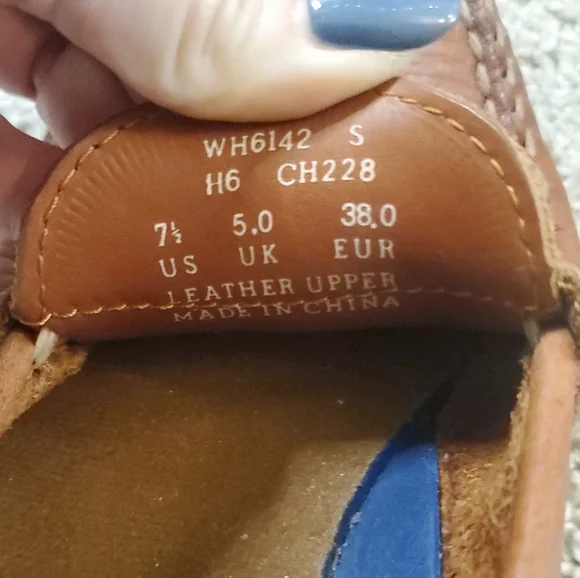 WH6142 S
H6 CH228
7½ 5.0 38.0
US UK EUR
LEATHER UPPER
MADE IN CHINA